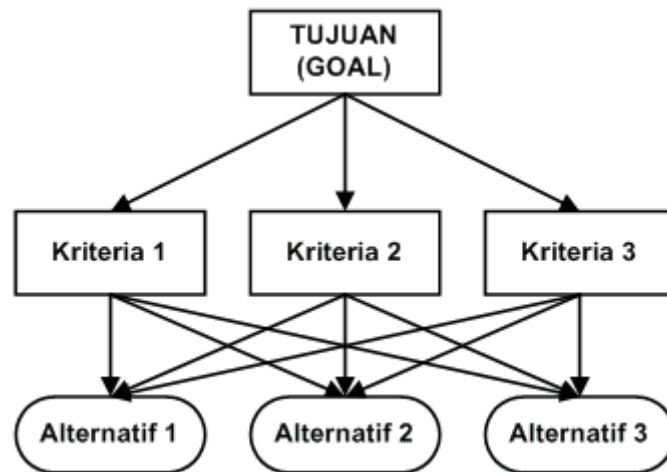 TUJUAN
(GOAL)
Kriteria 1
Kriteria 2
Kriteria 3
Alternatif 1
Alternatif 2
Alternatif 3